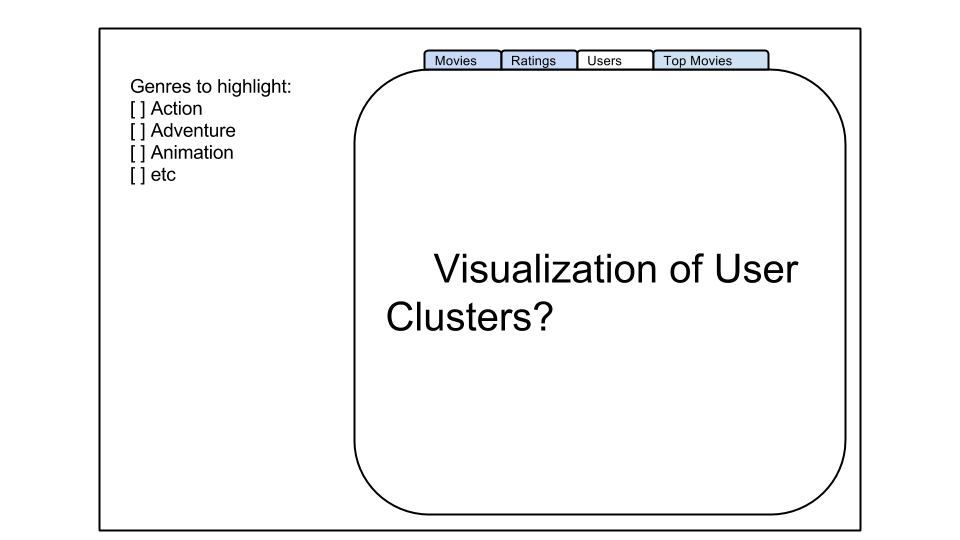 Movies Ratings Users Top Movies
Genres to highlight:
[ ] Action
[ ] Adventure
[ ] Animation
[ ] etc
Visualization of User
Clusters?